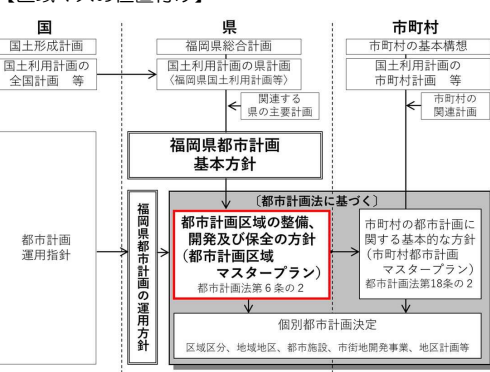 国
国土形成計画
国土利用計画の
全国計画　等
都市計画
運用指針
県
福岡県総合計画
国土利用計画の県計画
〈福岡県国土利用計画等〉
関連する
県の主要計画
福岡県都市計画
基本方針
福岡県都市計画の運用方針
市町村
市町村の基本構想
国土利用計画の
市町村計画　等
市町村の
関連計画
〔都市計画法に基づく〕
都市計画区域の整備、
開発及び保全の方針
（都市計画区域
マスタープラン）
都市計画法第６条の２
市町村の都市計画に
関する基本的な方針
（市町村都市計画
マスタープラン）
都市計画法第18条の２
個別都市計画決定
区域区分、地域地区、都市施設、市街地開発事業、地区計画等